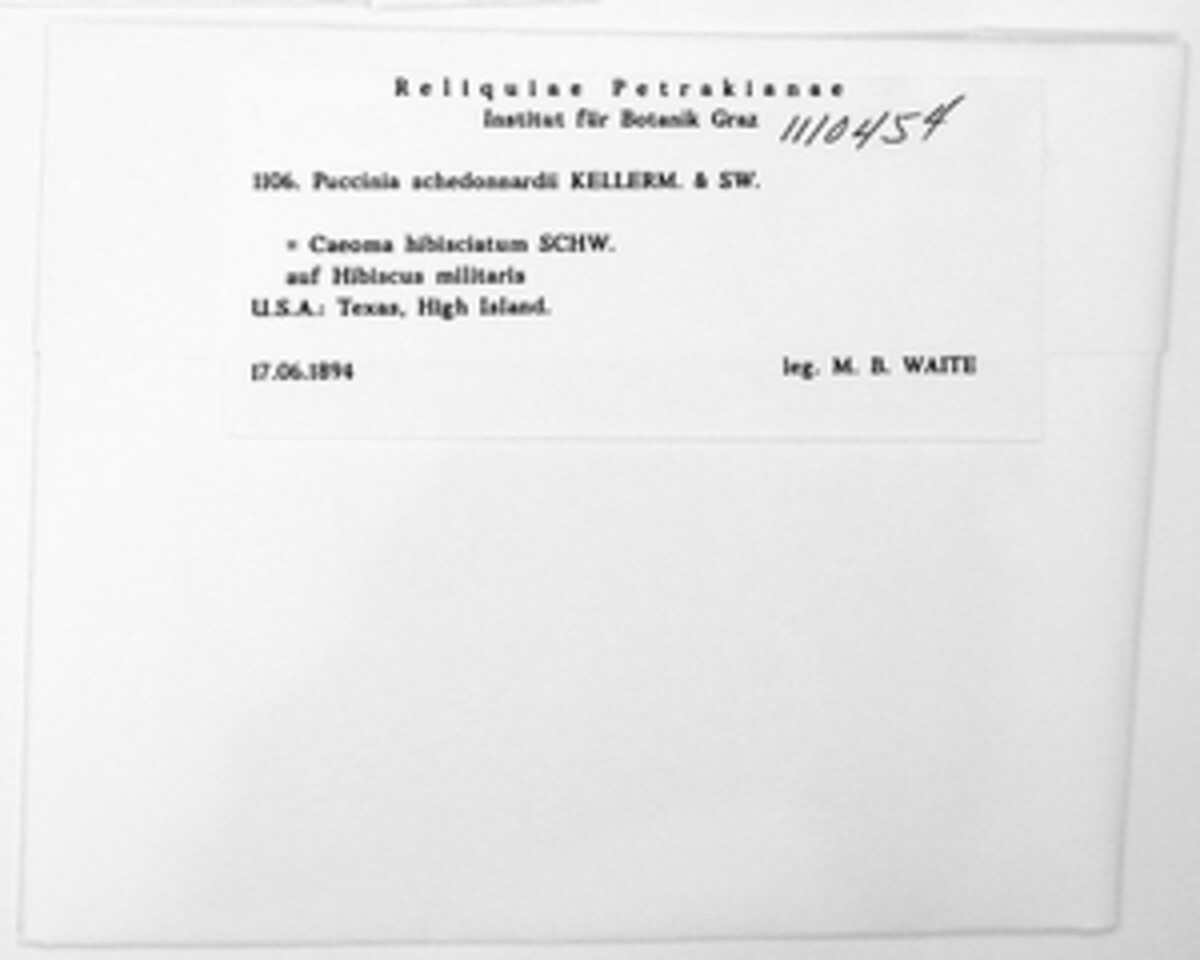 Reliquiae Petrakianae
Institut für Botanik Graz 1110454
1106. Puccinia schedonnardii KELLERM. & SW.
= Caeoma hibisciatum SCHW.
auf Hibiscus militaris
U.S.A.: Texas, High Island.
17.06.1894 leg. M. B. WAITE